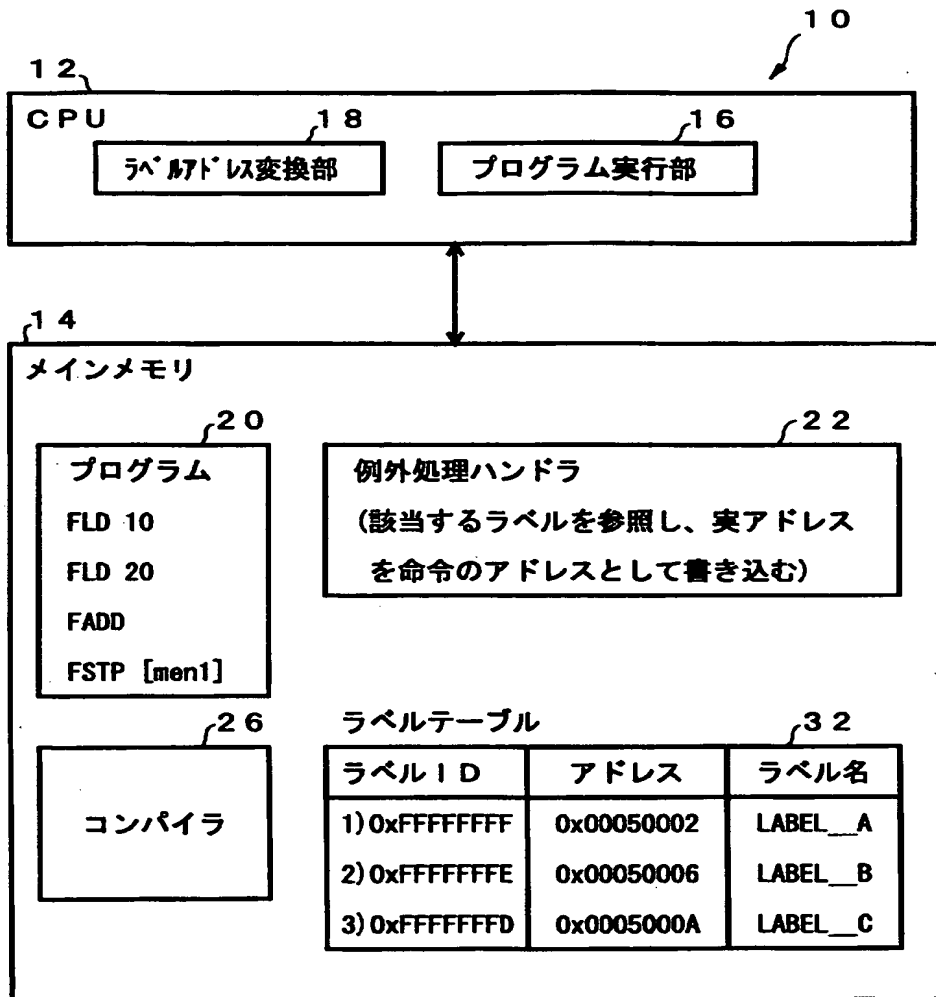 １０
１２
ＣＰＵ
１８
ﾗﾍﾞﾙｱﾄﾞﾚｽ変換部
１６
プログラム実行部
１４
メインメモリ
２０
プログラム
FLD 10
FLD 20
FADD
FSTP [men1]
２２
例外処理ハンドラ
(該当するラベルを参照し、実アドレス
を命令のアドレスとして書き込む)
２６
コンパイラ
ラベルテーブル
３２
ラベルＩＤ アドレス ラベル名
1)0xFFFFFFFF 0x00050002 LABEL__A
2)0xFFFFFFFE 0x00050006 LABEL__B
3)0xFFFFFFFD 0x0005000A LABEL__C